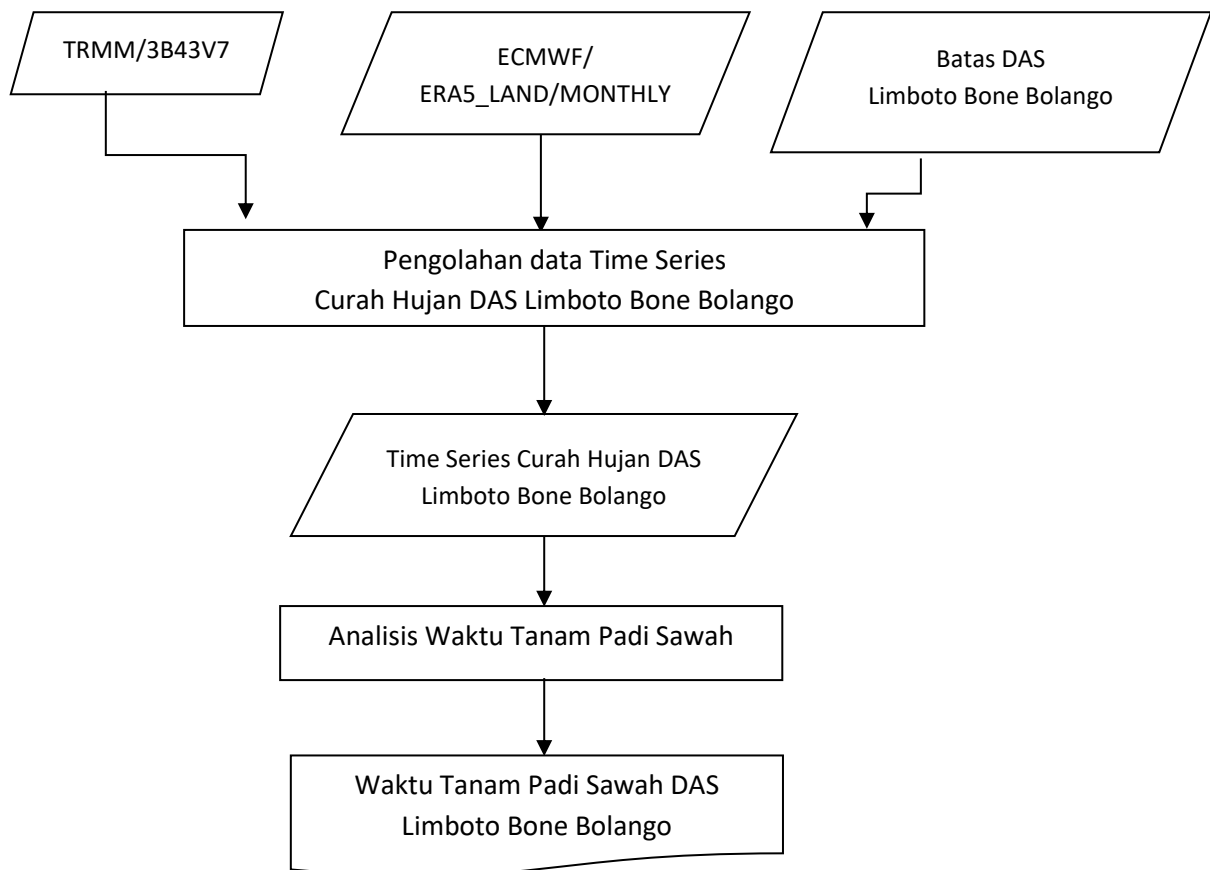 TRMM/3B43V7
ECMWF/
ERA5_LAND/MONTHLY
Batas DAS
Limboto Bone Bolango
Pengolahan data Time Series
Curah Hujan DAS Limboto Bone Bolango
Time Series Curah Hujan DAS
Limboto Bone Bolango
Analisis Waktu Tanam Padi Sawah
Waktu Tanam Padi Sawah DAS
Limboto Bone Bolango